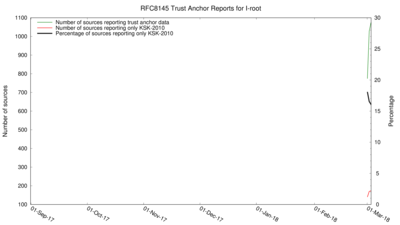 RFC8145 Trust Anchor Reports for I-root
Number of sources reporting trust anchor data
Number of sources reporting only KSK-2010
Percentage of sources reporting only KSK-2010
Number of sources
Percentage
1100
1000
900
800
700
600
500
400
300
200
100
30
25
20
15
10
5
0
01-Sep-17
01-Oct-17
01-Nov-17
01-Dec-17
01-Jan-18
01-Feb-18
01-Mar-18